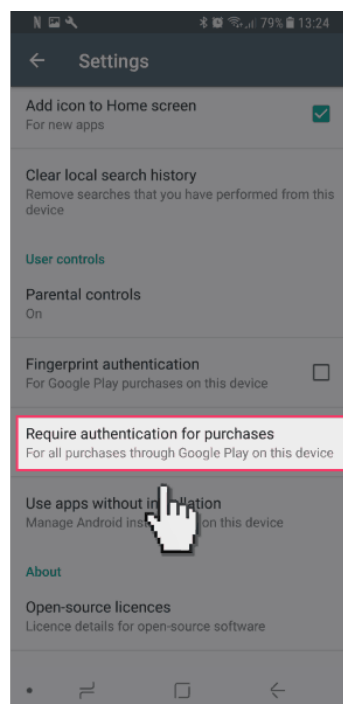 79% 13:24
Settings
Add icon to Home screen
For new apps
Clear local search history
Remove searches that you have performed from this
device
User controls
Parental controls
On
Fingerprint authentication
For Google Play purchases on this device
Require authentication for purchases
For all purchases through Google Play on this device
Use apps without installation
Manage Android on this device
About
Open-source licences
Licence details for open-source software